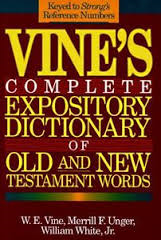 Keyed to Strong's
Reference Numbers
VINE'S
COMPLETE
EXPOSITORY
DICTIONARY
OF
OLD AND NEW
TESTAMENT WORDS
W. E. Vine, Merrill F. Unger,
William White, Jr.